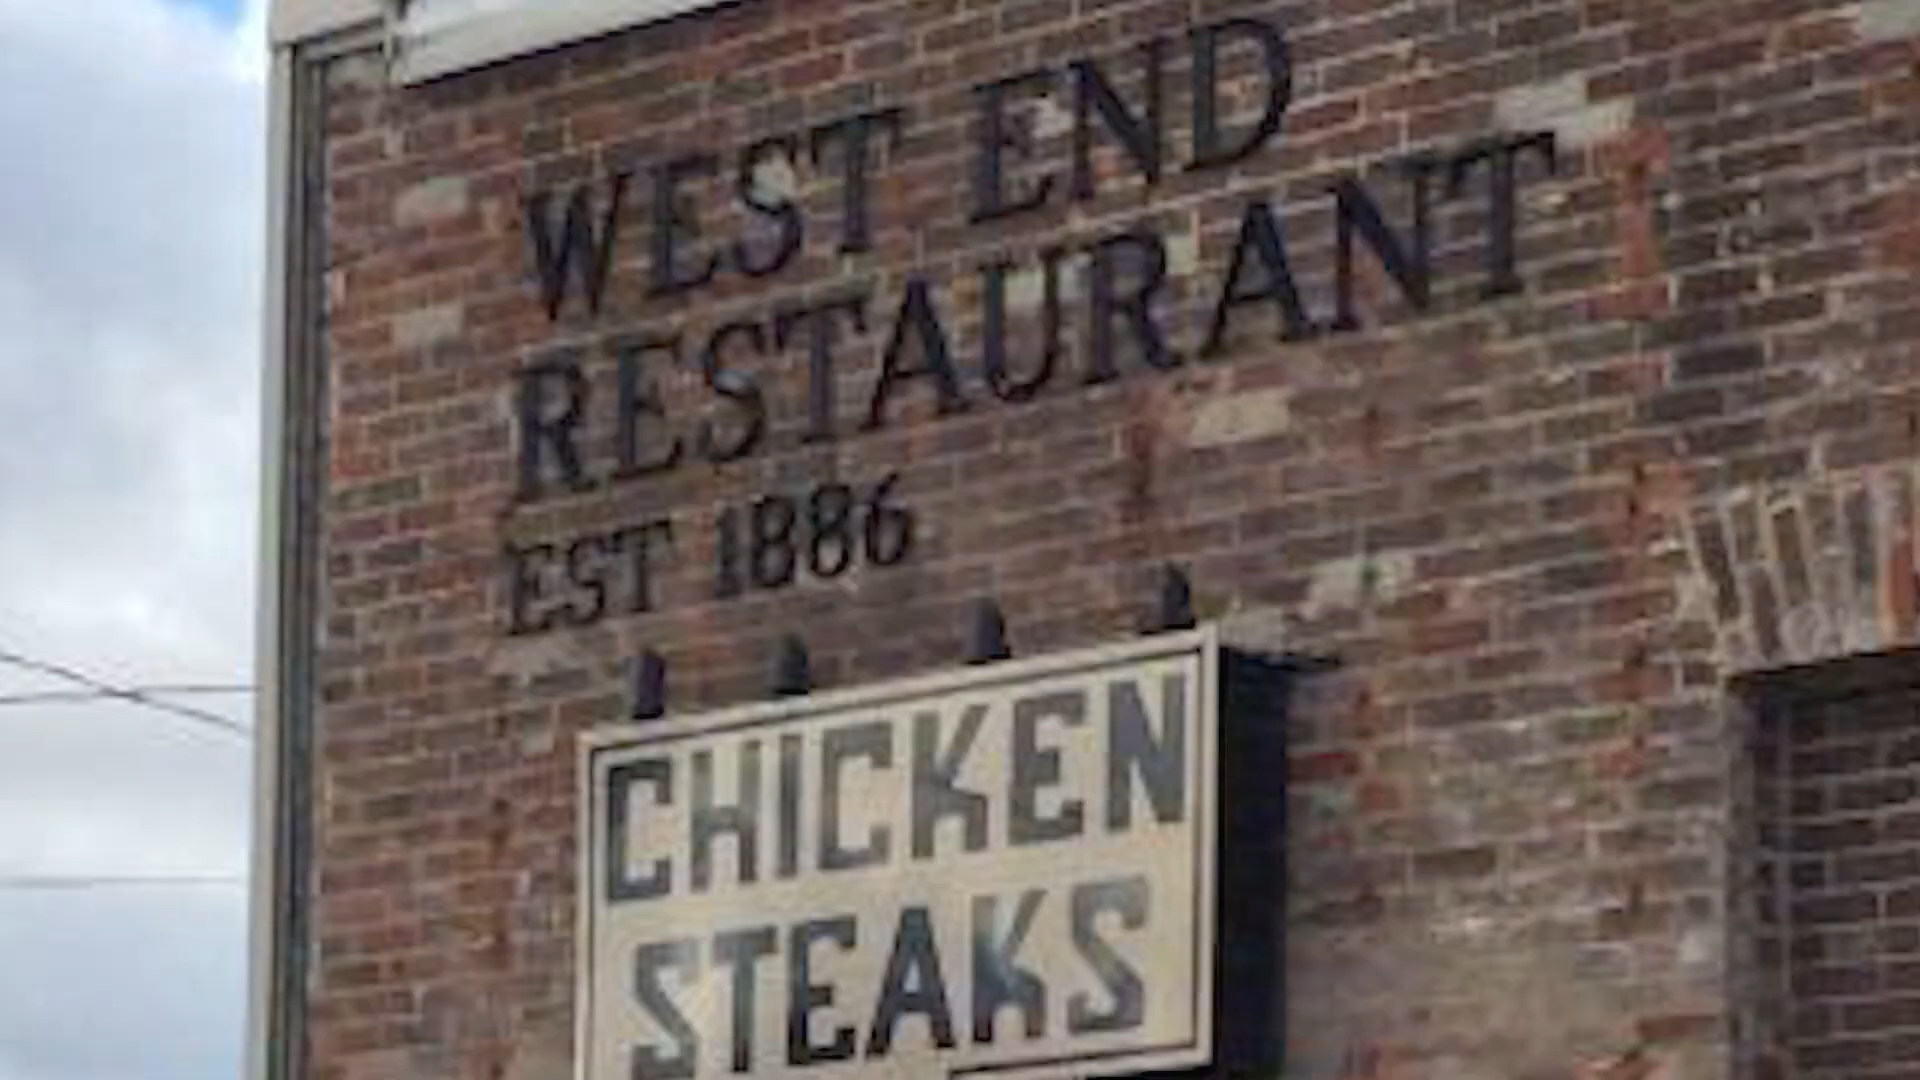 WEST END
RESTAURANT
EST 1886
CHICKEN
STEAKS